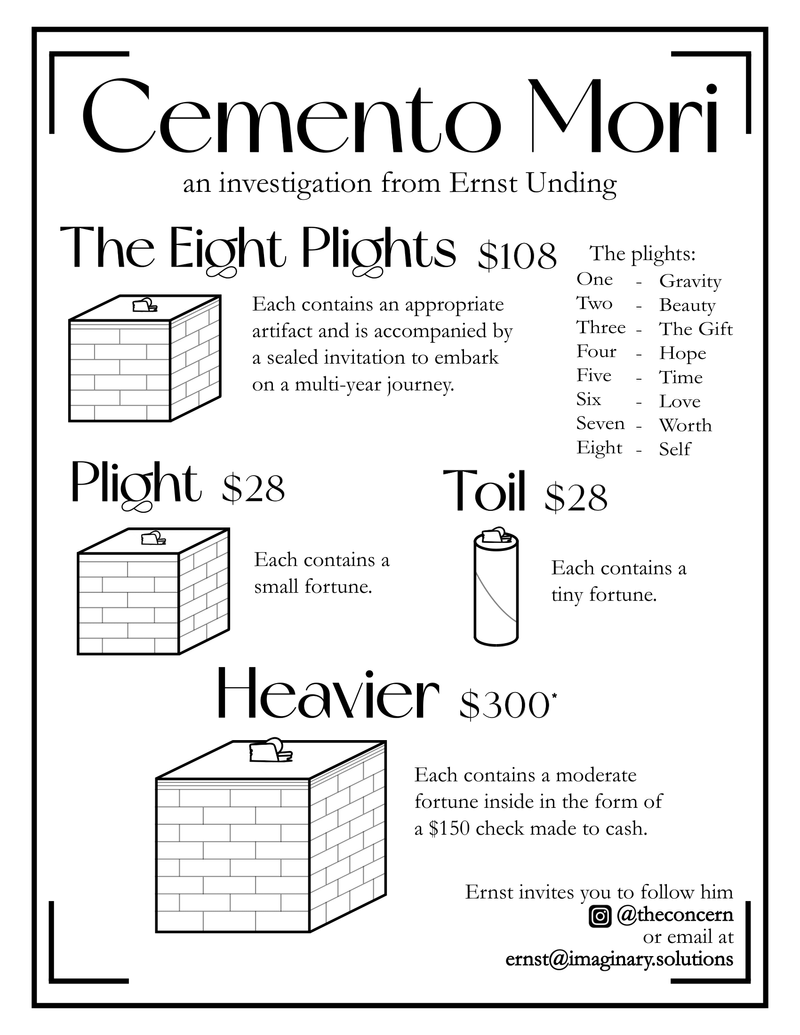 Cemento Mori
an investigation from Ernst Unding
The Eight Plights $108
Each contains an appropriate
artifact and is accompanied by
a sealed invitation to embark
on a multi-year journey.
The plights:
One - Gravity
Two - Beauty
Three - The Gift
Four - Hope
Five - Time
Six - Love
Seven - Worth
Eight - Self
Plight $28
Each contains a
small fortune.
Toil $28
Each contains a
tiny fortune.
Heavier $300*
Each contains a moderate
fortune inside in the form of
a $150 check made to cash.
Ernst invites you to follow him
@theconcern
or email at
ernst@imaginary.solutions